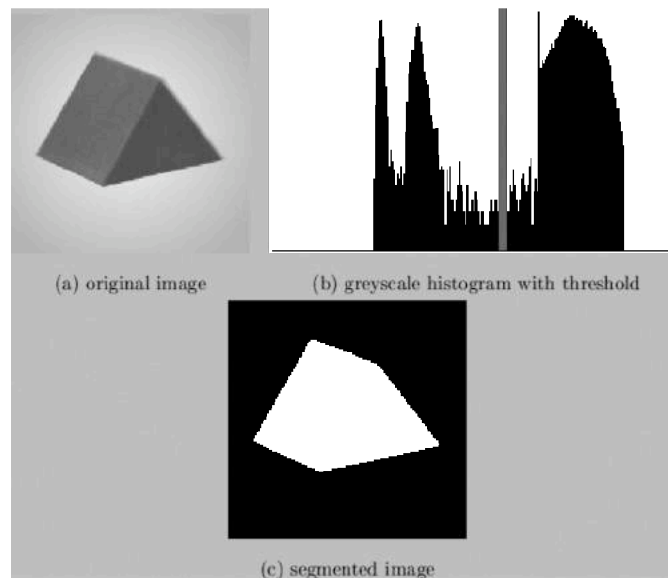 (a) original image
(b) greyscale histogram with threshold
(c) segmented image